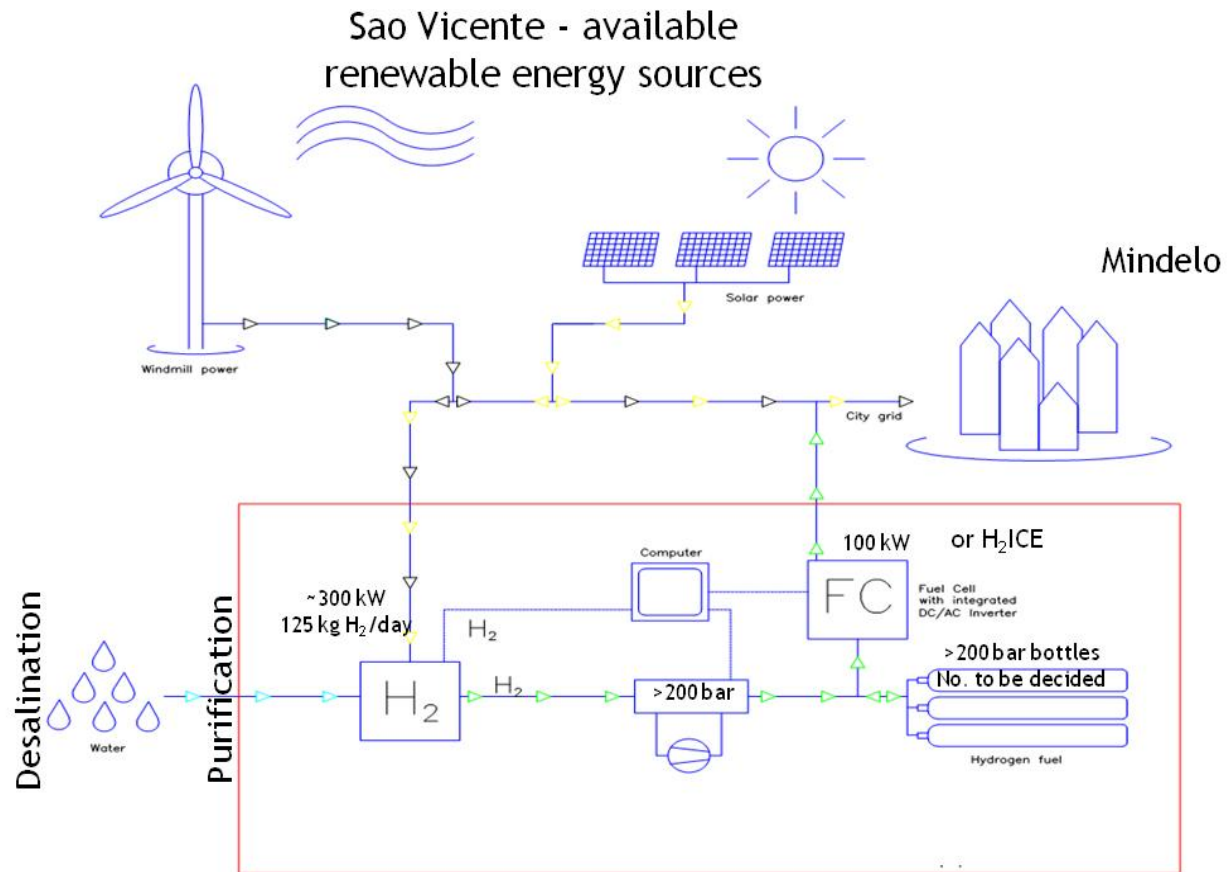 Sao Vicente - available
renewable energy sources
Mindelo
Solar power
Windmill power
City grid
100 kW
or H₂ICE
Computer
FC
Fuel Cell
with integrated
DC/AC Inverter
~300 kW
125 kg H₂/day
H₂
>200 bar bottles
No. to be decided
Desalination
Purification
H₂
H₂
>200 bar
Water
Hydrogen fuel